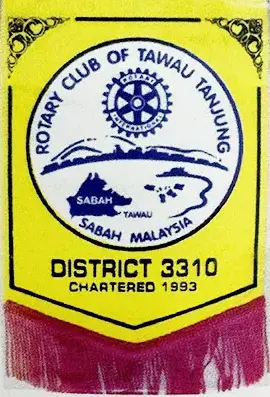 ROTARY CLUB OF TAWAU TANJUNG
ROTARY
INTERNATIONAL
SABAH
TAWAU
SABAH MALAYSIA
DISTRICT 3310
CHARTERED 1993